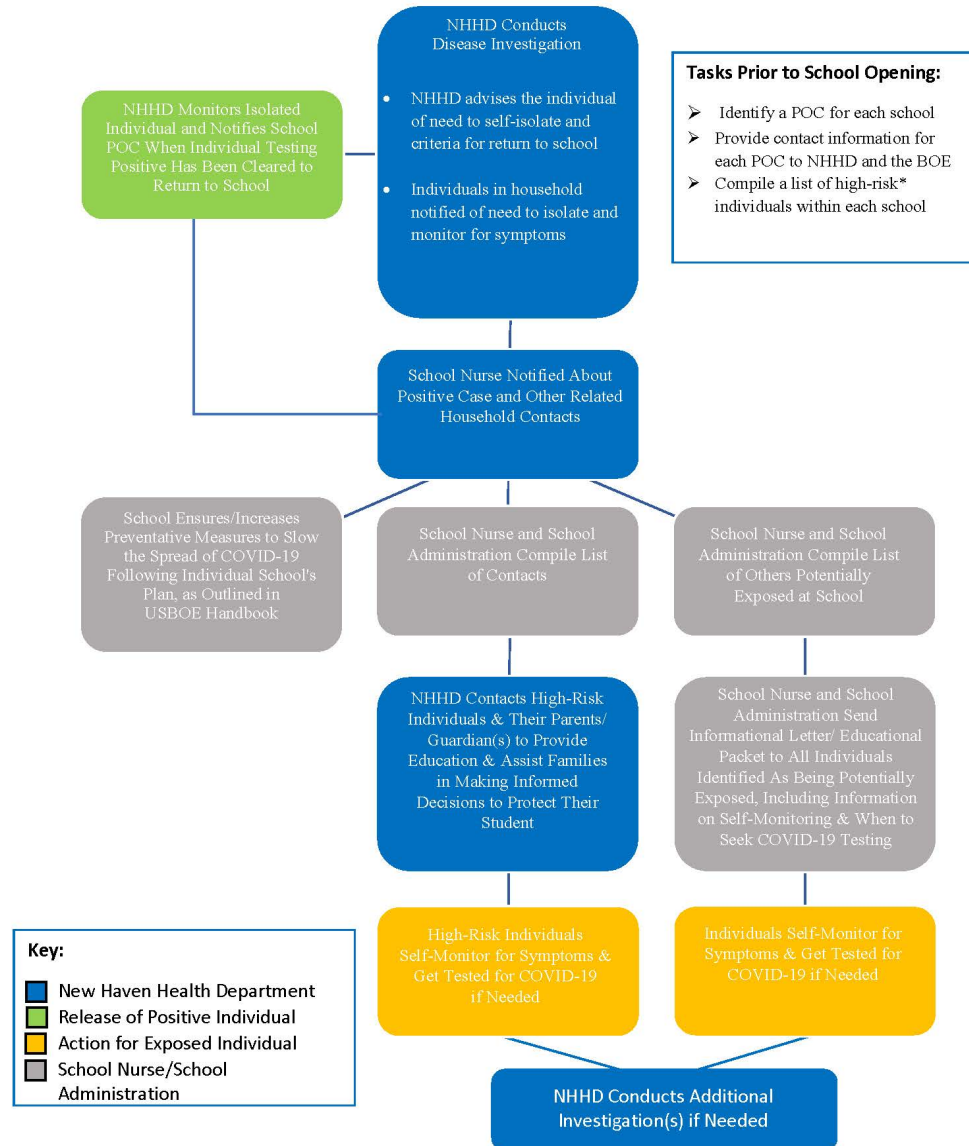 NHHD Conducts
Disease Investigation
• NHHD advises the individual
of need to self-isolate and
criteria for return to school
• Individuals in household
notified of need to isolate and
monitor for symptoms
Tasks Prior to School Opening:
➢ Identify a POC for each school
➢ Provide contact information for
each POC to NHHD and the BOE
➢ Compile a list of high-risk*
individuals within each school
NHHD Monitors Isolated
Individual and Notifies School
POC When Individual Testing
Positive Has Been Cleared to
Return to School
School Nurse Notified About
Positive Case and Other Related
Household Contacts
School Ensures/Increases
Preventative Measures to Slow
the Spread of COVID-19
Following Individual School's
Plan, as Outlined in
USBOE Handbook
School Nurse and School
Administration Compile List
of Contacts
School Nurse and School
Administration Compile List
of Others Potentially
Exposed at School
NHHD Contacts High-Risk
Individuals & Their Parents/
Guardian(s) to Provide
Education & Assist Families
in Making Informed
Decisions to Protect Their
Student
School Nurse and School
Administration Send
Informational Letter/ Educational
Packet to All Individuals
Identified As Being Potentially
Exposed, Including Information
on Self-Monitoring & When to
Seek COVID-19 Testing
High-Risk Individuals
Self-Monitor for Symptoms &
Get Tested for COVID-19
if Needed
Individuals Self-Monitor for
Symptoms & Get Tested for
COVID-19 if Needed
Key:
New Haven Health Department
Release of Positive Individual
Action for Exposed Individual
School Nurse/School
Administration
NHHD Conducts Additional
Investigation(s) if Needed